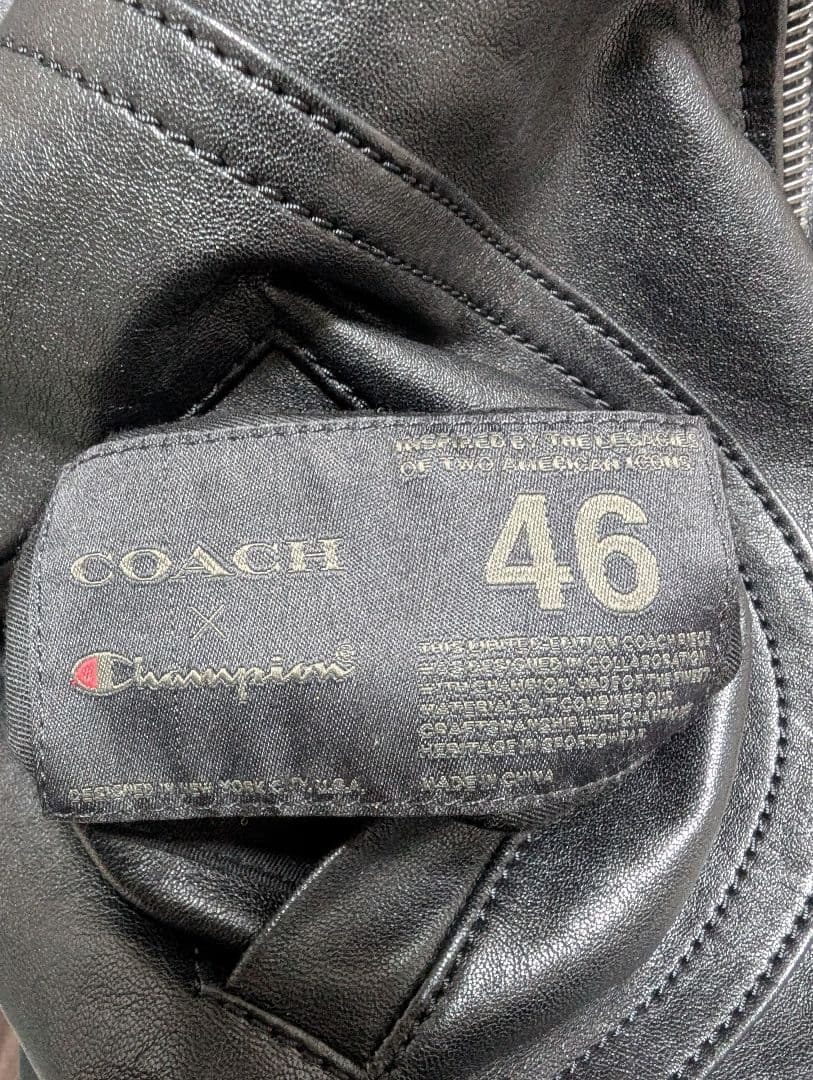 COACH
×
Champion®
DESIGNED IN NEW YORK CITY, U.S.A.
INSPIRED BY THE LEGACIES
OF TWO AMERICAN ICONS
46
THIS LIMITED-EDITION COACH PIECE
WAS DESIGNED IN COLLABORATION
WITH CHAMPION. MADE OF THE FINEST
MATERIALS, IT COMBINES OUR
CRAFTSMANSHIP WITH CHAMPION'S
HERITAGE IN SPORTSWEAR.
MADE IN CHINA